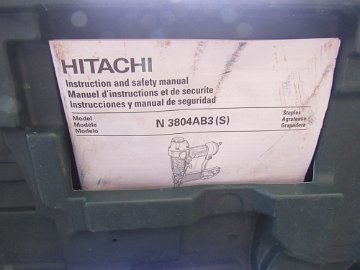 HITACHI
Instruction and safety manual
Manuel d'instructions et de securite
Instrucciones y manual de seguridad
Model
Modèle
Modelo
N 3804AB3 (S)
Stapler
Agrafeuse
Grapadora